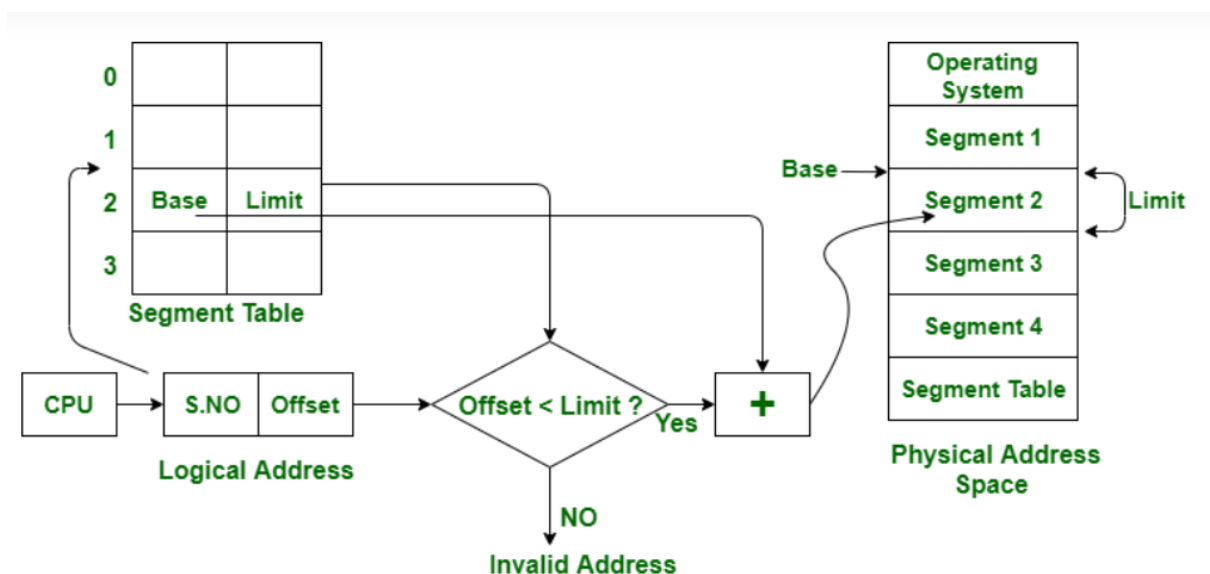 0
1
2
3
Base
Limit
Segment Table
CPU
S.NO
Offset
Logical Address
Offset < Limit ?
Yes
+
NO
Invalid Address
Base
Limit
Operating
System
Segment 1
Segment 2
Segment 3
Segment 4
Segment Table
Physical Address
Space